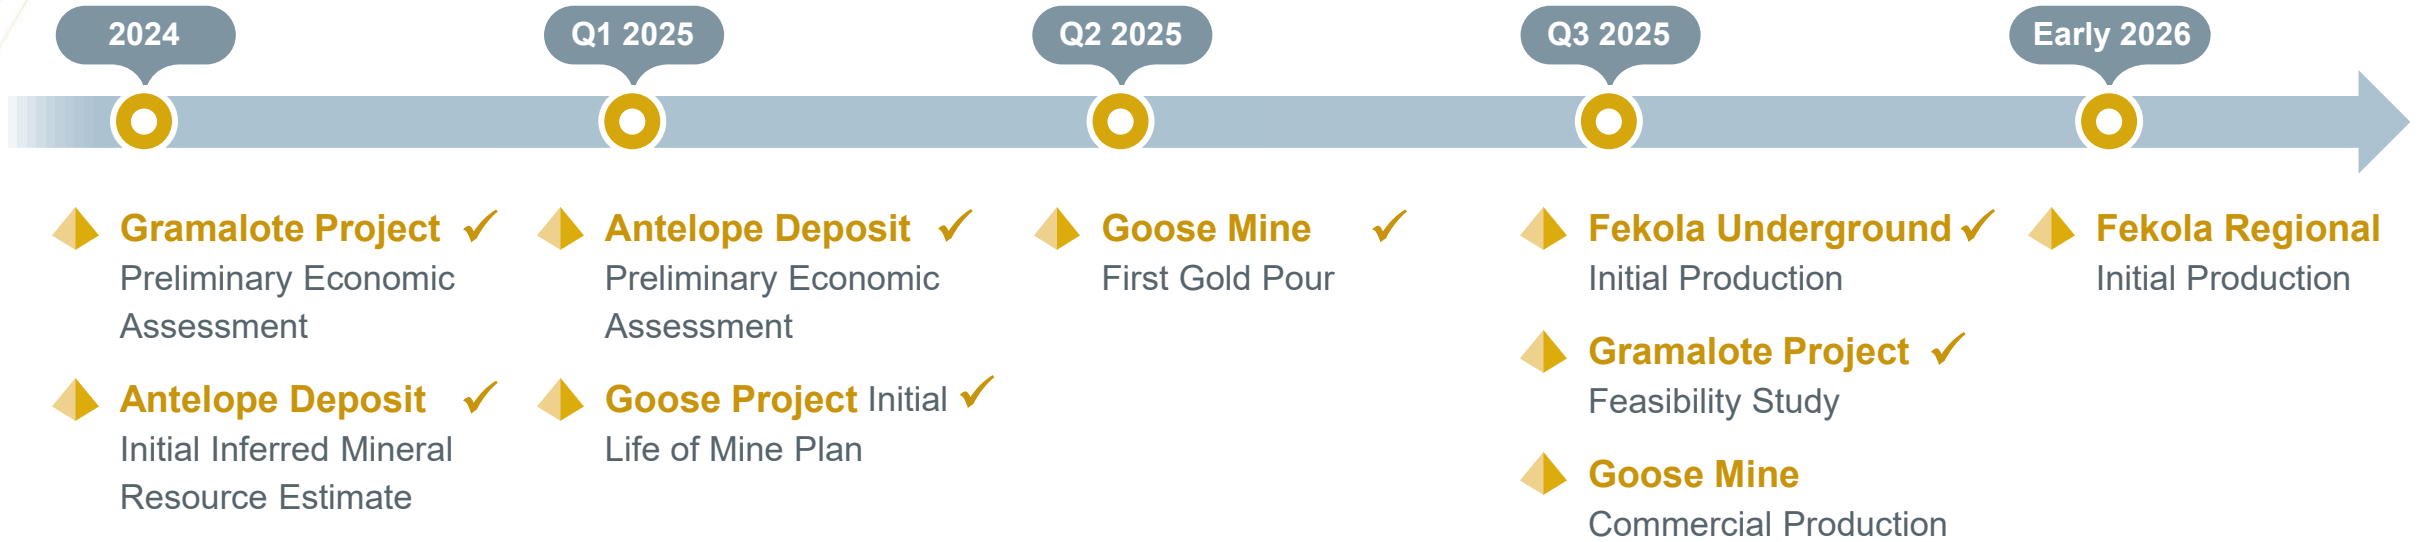 2024
Q1 2025
Q2 2025
Q3 2025
Early 2026
Gramalote Project ✓
Preliminary Economic
Assessment
Antelope Deposit ✓
Initial Inferred Mineral
Resource Estimate
Antelope Deposit ✓
Preliminary Economic
Assessment
Goose Project Initial ✓
Life of Mine Plan
Goose Mine ✓
First Gold Pour
Fekola Underground ✓
Initial Production
Gramalote Project ✓
Feasibility Study
Goose Mine
Commercial Production
Fekola Regional
Initial Production